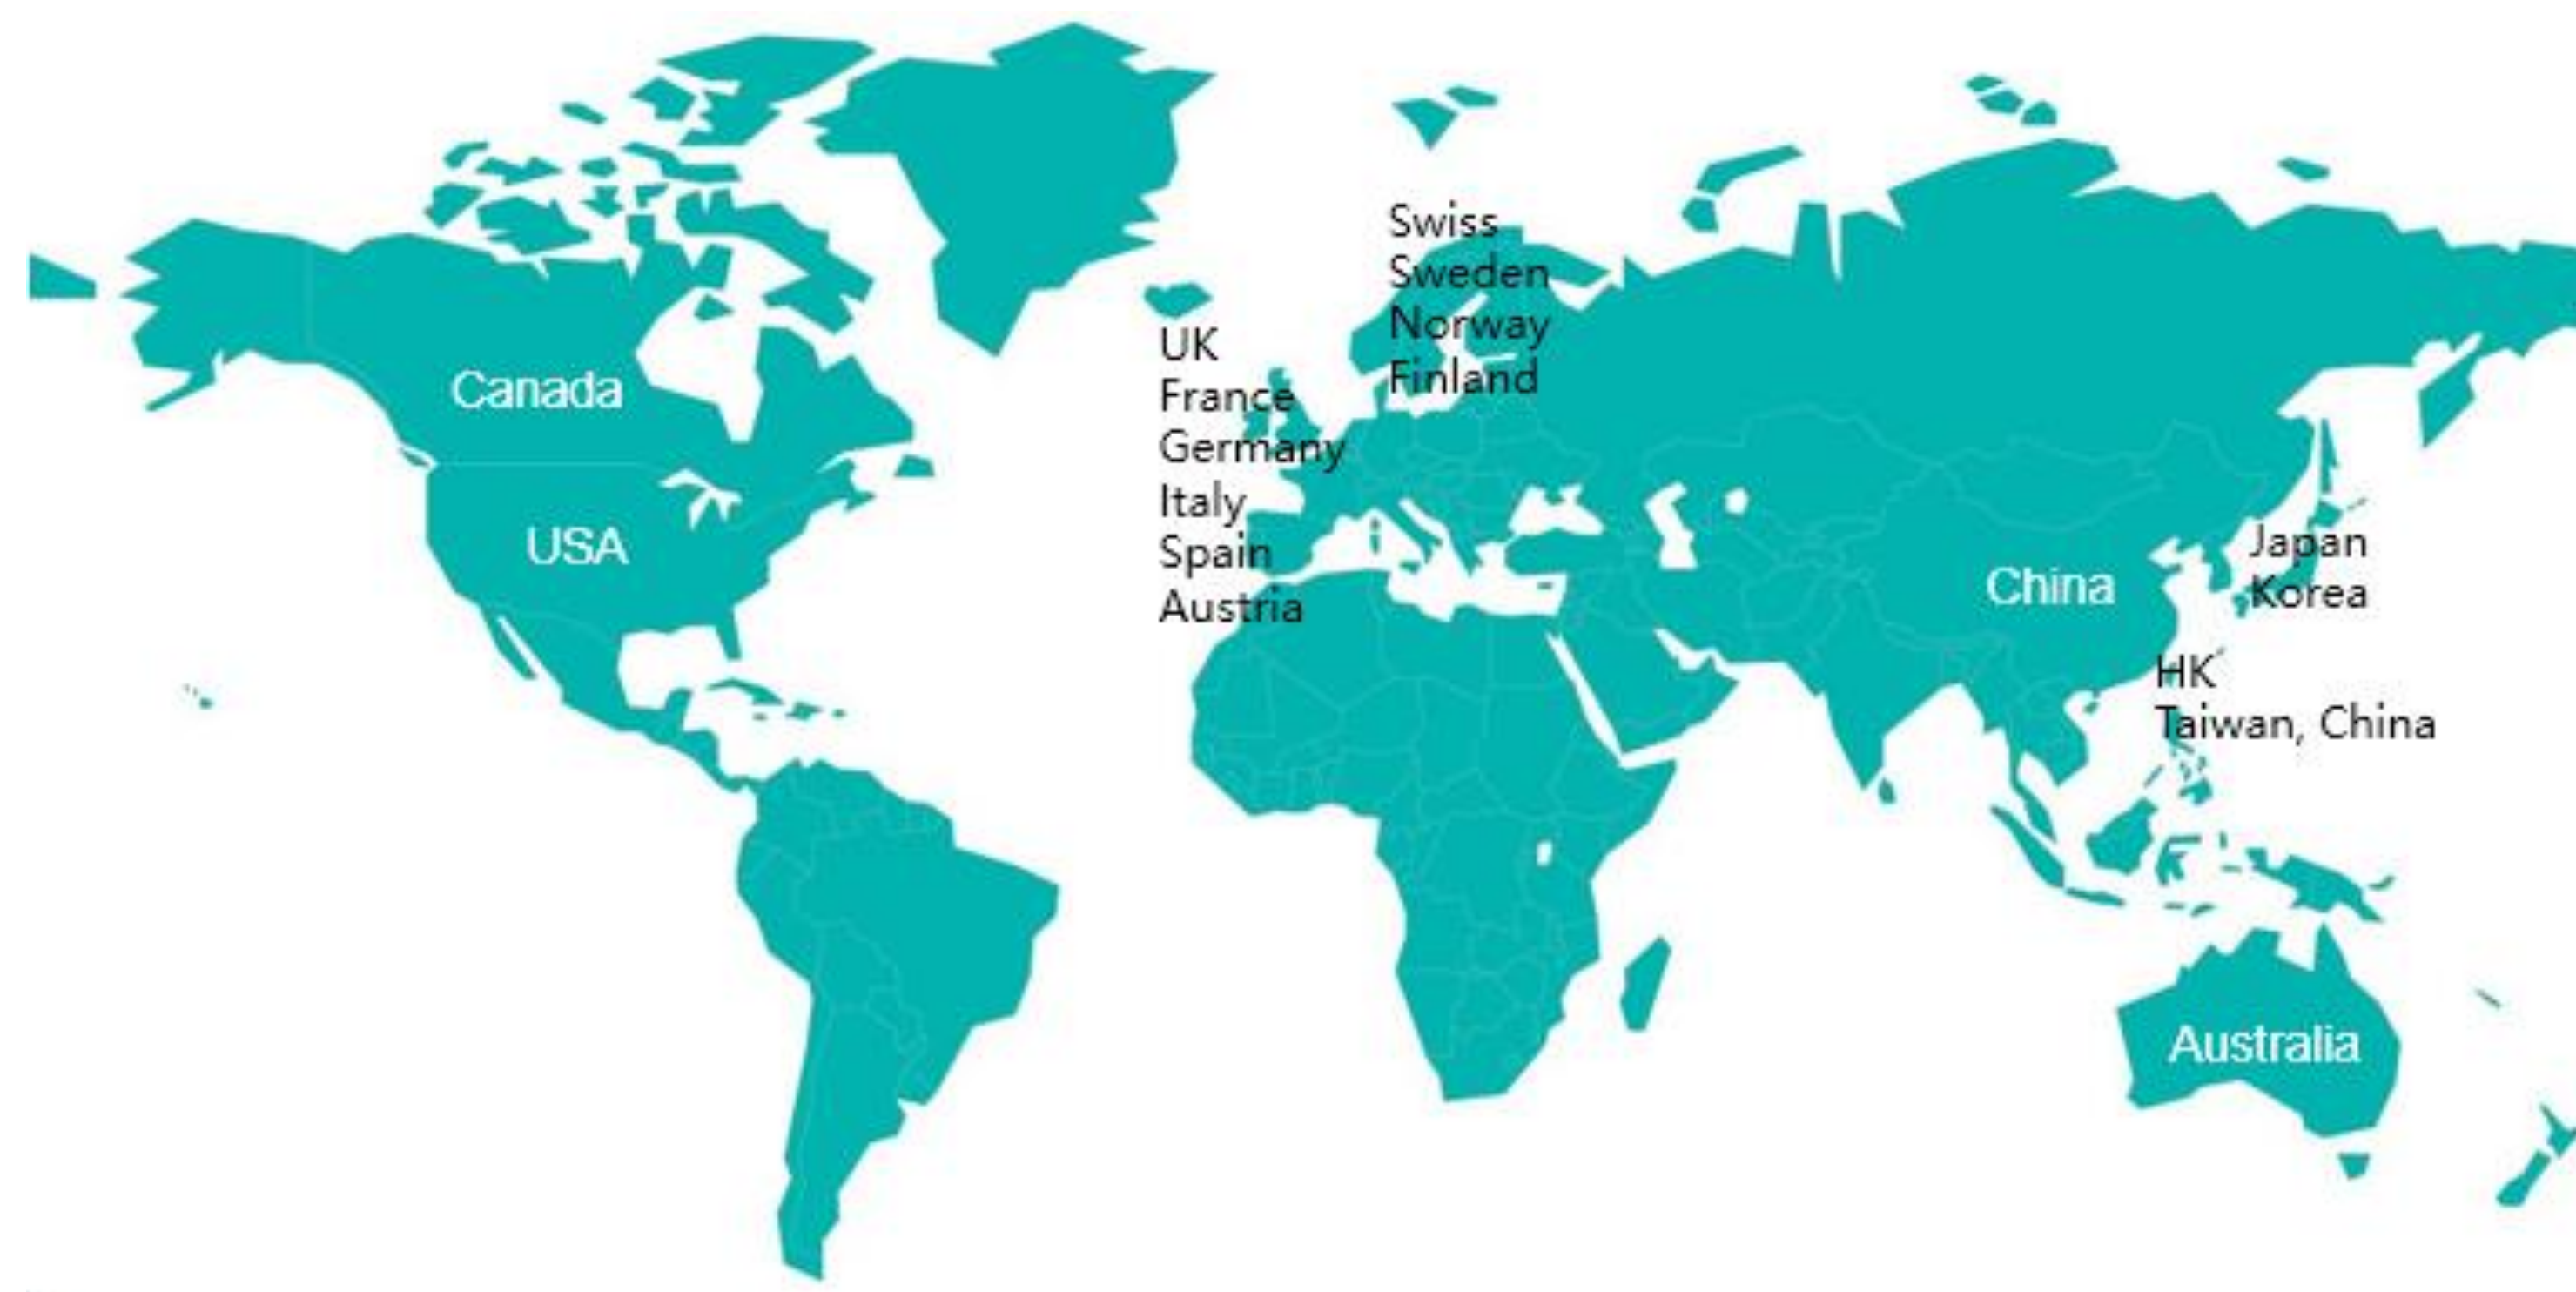 Swiss
Sweden
Norway
Finland
UK
France
Germany
Italy
Spain
Austria
Canada
USA
China
Japan
Korea
HK
Taiwan, China
Australia